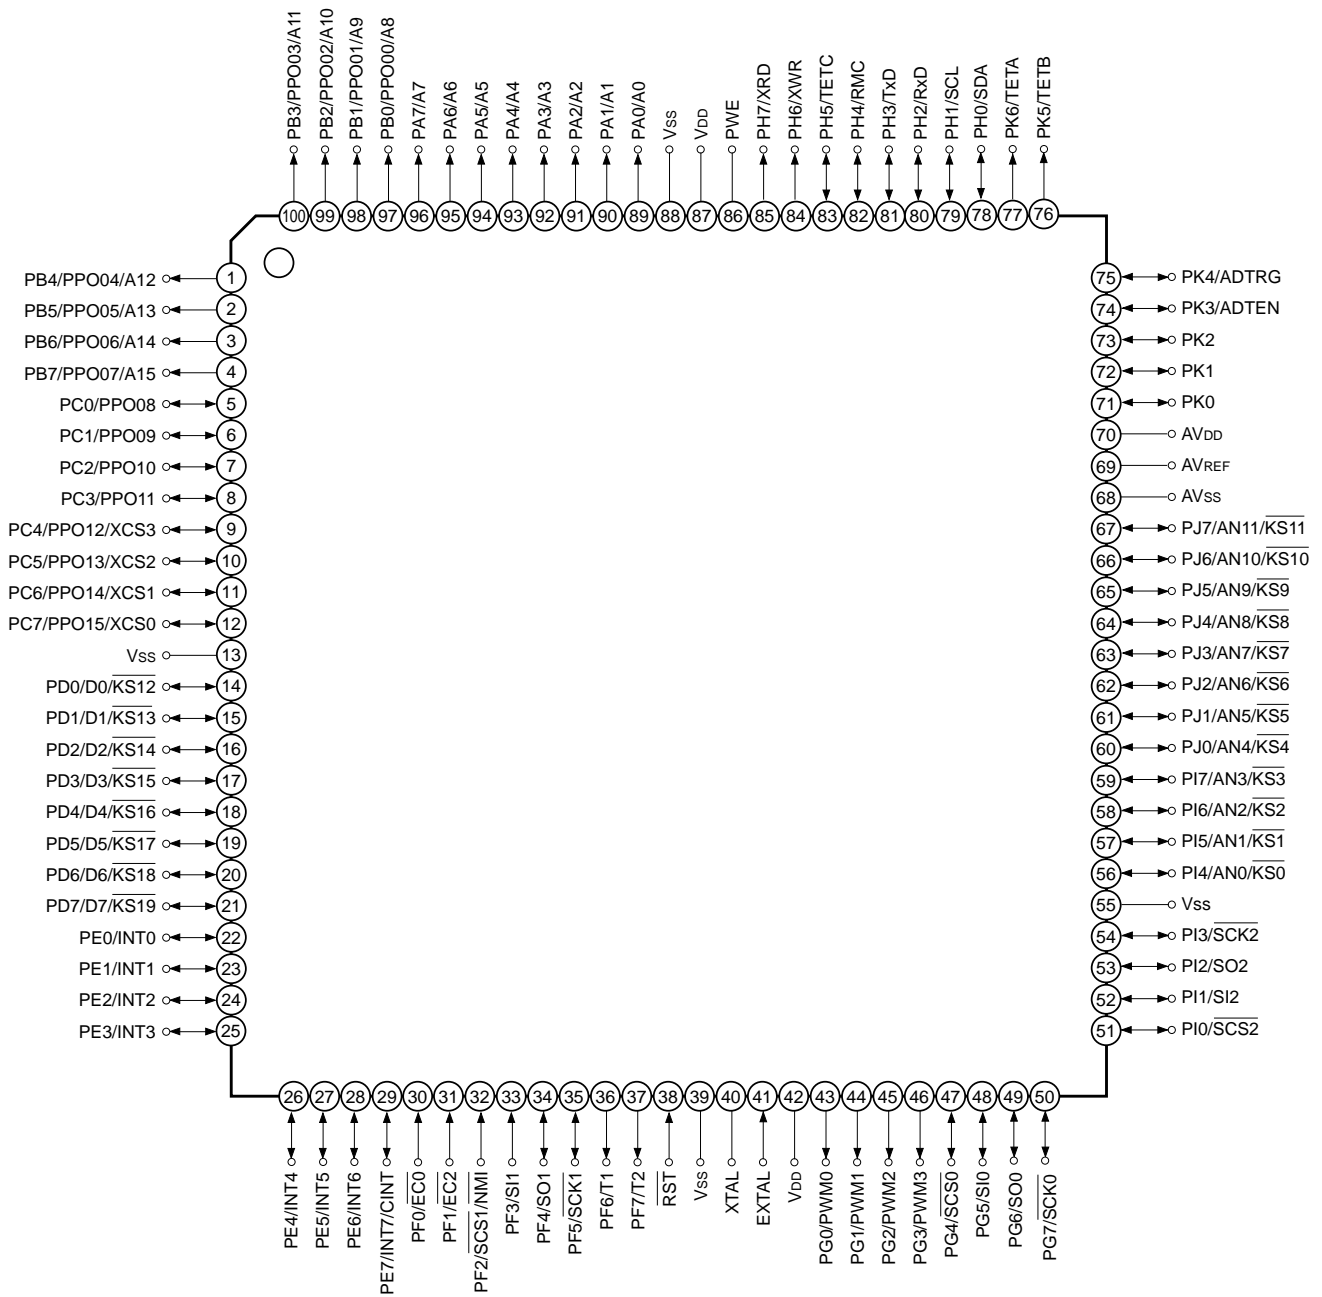 PB3/PPO03/A11
PB2/PPO02/A10
PB1/PPO01/A9
PB0/PPO00/A8
PA7/A7
PA6/A6
PA5/A5
PA4/A4
PA3/A3
PA2/A2
PA1/A1
PA0/A0
Vss
VDD
PWE
PH7/XRD
PH6/XWR
PH5/TETC
PH4/RMC
PH3/TxD
PH2/RxD
PH1/SCL
PH0/SDA
PK6/TETA
PK5/TETB
100 99 98 97 96 95 94 93 92 91 90 89 88 87 86 85 84 83 82 81 80 79 78 77 76
PB4/PPO04/A12 1
PB5/PPO05/A13 2
PB6/PPO06/A14 3
PB7/PPO07/A15 4
PC0/PPO08 5
PC1/PPO09 6
PC2/PPO10 7
PC3/PPO11 8
PC4/PPO12/XCS3 9
PC5/PPO13/XCS2 10
PC6/PPO14/XCS1 11
PC7/PPO15/XCS0 12
Vss 13
PD0/D0/KS12 14
PD1/D1/KS13 15
PD2/D2/KS14 16
PD3/D3/KS15 17
PD4/D4/KS16 18
PD5/D5/KS17 19
PD6/D6/KS18 20
PD7/D7/KS19 21
PE0/INT0 22
PE1/INT1 23
PE2/INT2 24
PE3/INT3 25
75 PK4/ADTRG
74 PK3/ADTEN
73 PK2
72 PK1
71 PK0
70 AVDD
69 AVREF
68 AVss
67 PJ7/AN11/KS11
66 PJ6/AN10/KS10
65 PJ5/AN9/KS9
64 PJ4/AN8/KS8
63 PJ3/AN7/KS7
62 PJ2/AN6/KS6
61 PJ1/AN5/KS5
60 PJ0/AN4/KS4
59 PI7/AN3/KS3
58 PI6/AN2/KS2
57 PI5/AN1/KS1
56 PI4/AN0/KS0
55 Vss
54 PI3/SCK2
53 PI2/SO2
52 PI1/SI2
51 PI0/SCS2
26 27 28 29 30 31 32 33 34 35 36 37 38 39 40 41 42 43 44 45 46 47 48 49 50
PE4/INT4
PE5/INT5
PE6/INT6
PE7/INT7/CINT
PF0/EC0
PF1/EC2
PF2/SCS1/NMI
PF3/SI1
PF4/SO1
PF5/SCK1
PF6/T1
PF7/T2
RST
Vss
XTAL
EXTAL
VDD
PG0/PWM0
PG1/PWM1
PG2/PWM2
PG3/PWM3
PG4/SCS0
PG5/SI0
PG6/SO0
PG7/SCK0